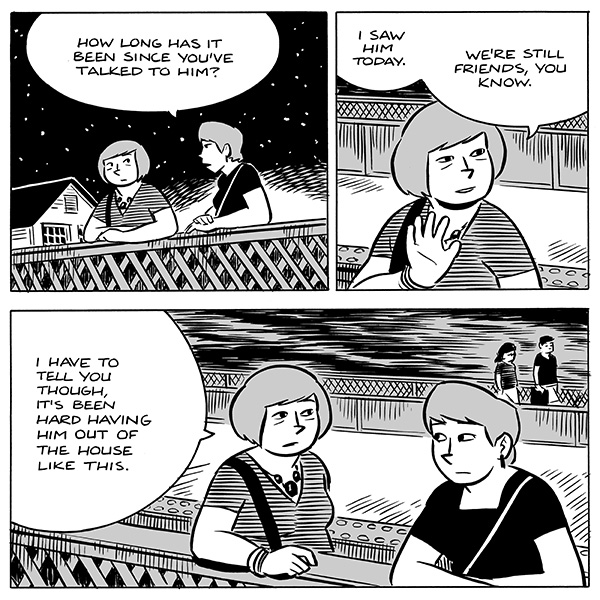 HOW LONG HAS IT
BEEN SINCE YOU'VE
TALKED TO HIM?
I SAW
HIM
TODAY.
WE'RE STILL
FRIENDS, YOU
KNOW.
I HAVE TO
TELL YOU
THOUGH,
IT'S BEEN
HARD HAVING
HIM OUT OF
THE HOUSE
LIKE THIS.